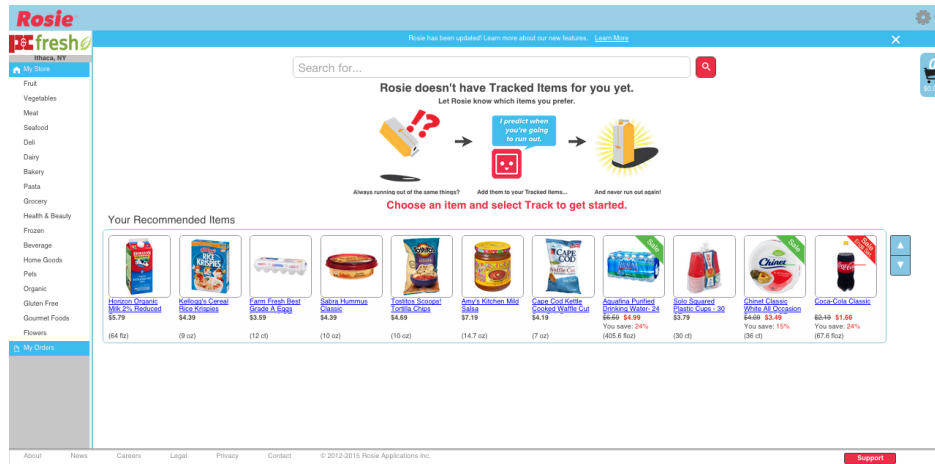 Rosie
P&C fresh
Ithaca, NY
Rosie has been updated! Learn more about our new features. Learn More
My Store
Fruit
Vegetables
Meat
Seafood
Deli
Dairy
Bakery
Pasta
Grocery
Health & Beauty
Frozen
Beverage
Home Goods
Pets
Organic
Gluten Free
Gourmet Foods
Flowers
My Orders
Search for...
0
$0.0
Rosie doesn't have Tracked Items for you yet.
Let Rosie know which items you prefer.
!?
I predict when
you're going
to run out.
Always running out of the same things? Add them to your Tracked Items... And never run out again!
Choose an item and select Track to get started.
Your Recommended Items
Horizon Organic
Milk 2% Reduced
$5.79
(64 flz)
RICE
KRISPIES
Kellogg's Cereal
Rice Krispies
$4.39
(9 oz)
Farm Fresh Best
Grade A Eggs
$3.59
(12 ct)
Sabra Hummus
Classic
$4.39
(10 oz)
Tostitos Scoops!
Tortilla Chips
$4.69
(10 oz)
Amy's Kitchen Mild
Salsa
$7.19
(14.7 oz)
CAPE
COD
Cape Cod Kettle
Cooked Waffle Cut
$4.19
(7 oz)
Sale
Aquafina Purified
Drinking Water- 24
$6.59 $4.99
You save: 24%
(405.6 floz)
Solo Squared
Plastic Cups - 30
$3.79
(30 ct)
Sale
Chinet
Chinet Classic
White All Occasion
$4.09 $3.49
You save: 15%
(36 ct)
Sale
Coca-Cola Classic
$2.19 $1.66
You save: 24%
(67.6 floz)
About News Careers Legal Privacy Contact © 2012-2015 Rosie Applications Inc.
Support